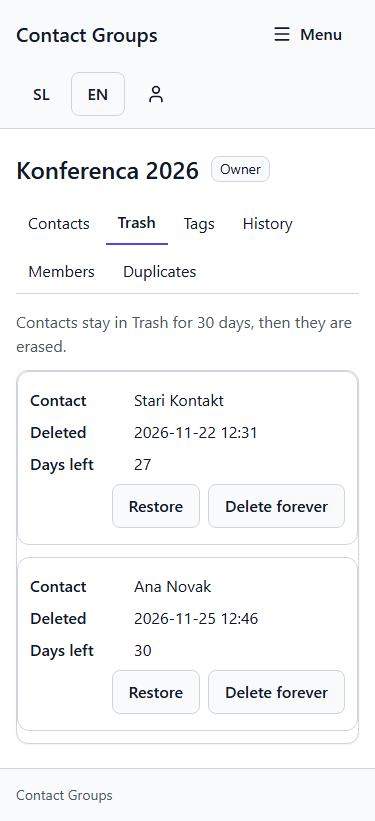 Contact Groups
Menu
SL
EN
Konferenca 2026
Owner
Contacts
Trash
Tags
History
Members
Duplicates
Contacts stay in Trash for 30 days, then they are
erased.
Contact Stari Kontakt
Deleted 2026-11-22 12:31
Days left 27
Restore
Delete forever
Contact Ana Novak
Deleted 2026-11-25 12:46
Days left 30
Restore
Delete forever
Contact Groups